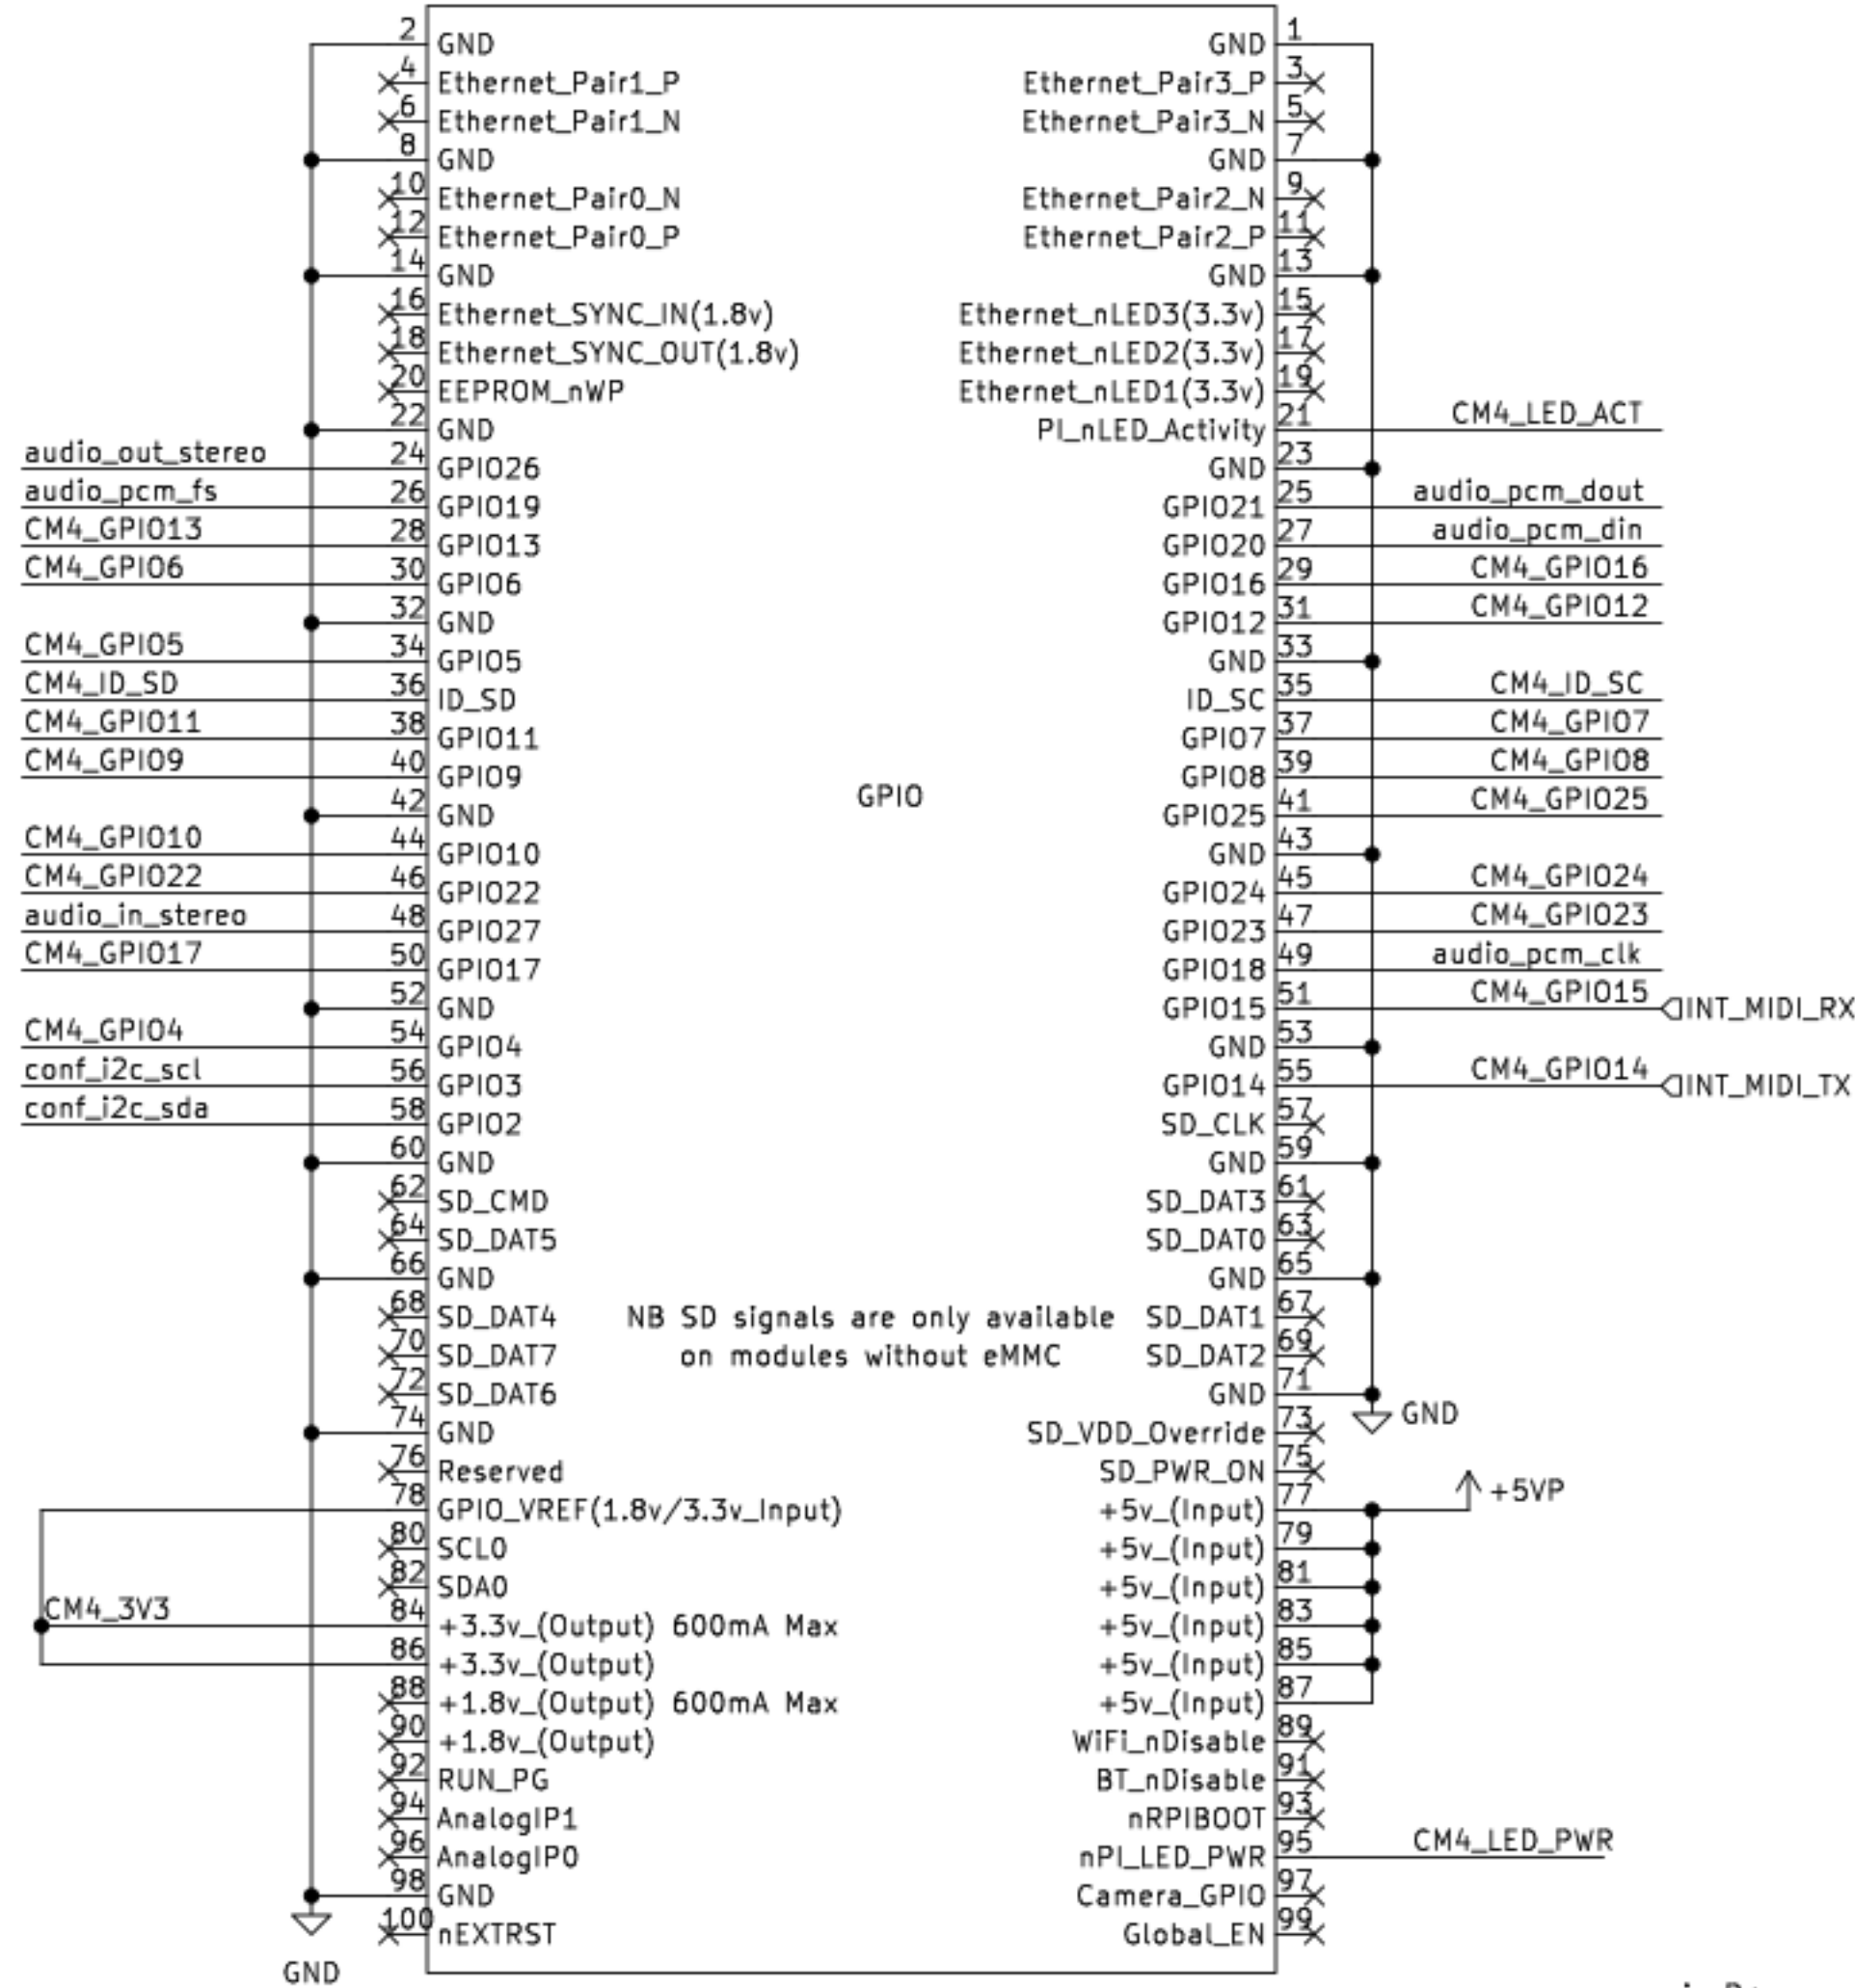 2 GND GND 1
4 Ethernet_Pair1_P Ethernet_Pair3_P 3
6 Ethernet_Pair1_N Ethernet_Pair3_N 5
8 GND GND 7
10 Ethernet_Pair0_N Ethernet_Pair2_N 9
12 Ethernet_Pair0_P Ethernet_Pair2_P 11
14 GND GND 13
16 Ethernet_SYNC_IN(1.8v) Ethernet_nLED3(3.3v) 15
18 Ethernet_SYNC_OUT(1.8v) Ethernet_nLED2(3.3v) 17
20 EEPROM_nWP Ethernet_nLED1(3.3v) 19
22 GND PI_nLED_Activity 21 CM4_LED_ACT
audio_out_stereo 24 GPIO26 GND 23
audio_pcm_fs 26 GPIO19 GPIO21 25 audio_pcm_dout
CM4_GPIO13 28 GPIO13 GPIO20 27 audio_pcm_din
CM4_GPIO6 30 GPIO6 GPIO16 29 CM4_GPIO16
32 GND GPIO12 31 CM4_GPIO12
CM4_GPIO5 34 GPIO5 GND 33
CM4_ID_SD 36 ID_SD ID_SC 35 CM4_ID_SC
CM4_GPIO11 38 GPIO11 GPIO7 37 CM4_GPIO7
CM4_GPIO9 40 GPIO9 GPIO8 39 CM4_GPIO8
GPIO
42 GND GPIO25 41 CM4_GPIO25
CM4_GPIO10 44 GPIO10 GND 43
CM4_GPIO22 46 GPIO22 GPIO24 45 CM4_GPIO24
audio_in_stereo 48 GPIO27 GPIO23 47 CM4_GPIO23
CM4_GPIO17 50 GPIO17 GPIO18 49 audio_pcm_clk
52 GND GPIO15 51 CM4_GPIO15 INT_MIDI_RX
CM4_GPIO4 54 GPIO4 GND 53
conf_i2c_scl 56 GPIO3 GPIO14 55 CM4_GPIO14 INT_MIDI_TX
conf_i2c_sda 58 GPIO2 SD_CLK 57
60 GND GND 59
62 SD_CMD SD_DAT3 61
64 SD_DAT5 SD_DAT0 63
66 GND GND 65
68 SD_DAT4 NB SD signals are only available SD_DAT1 67
70 SD_DAT7 on modules without eMMC SD_DAT2 69
72 SD_DAT6 GND 71
GND
74 GND SD_VDD_Override 73
76 Reserved SD_PWR_ON 75
78 GPIO_VREF(1.8v/3.3v_Input) +5v_(Input) 77 +5VP
80 SCL0 +5v_(Input) 79
82 SDA0 +5v_(Input) 81
CM4_3V3 84 +3.3v_(Output) 600mA Max +5v_(Input) 83
86 +3.3v_(Output) +5v_(Input) 85
88 +1.8v_(Output) 600mA Max +5v_(Input) 87
90 +1.8v_(Output) WiFi_nDisable 89
92 RUN_PG BT_nDisable 91
94 AnalogIP1 nRPIBOOT 93
96 AnalogIP0 nPI_LED_PWR 95 CM4_LED_PWR
98 GND Camera_GPIO 97
100 nEXTRST Global_EN 99
GND